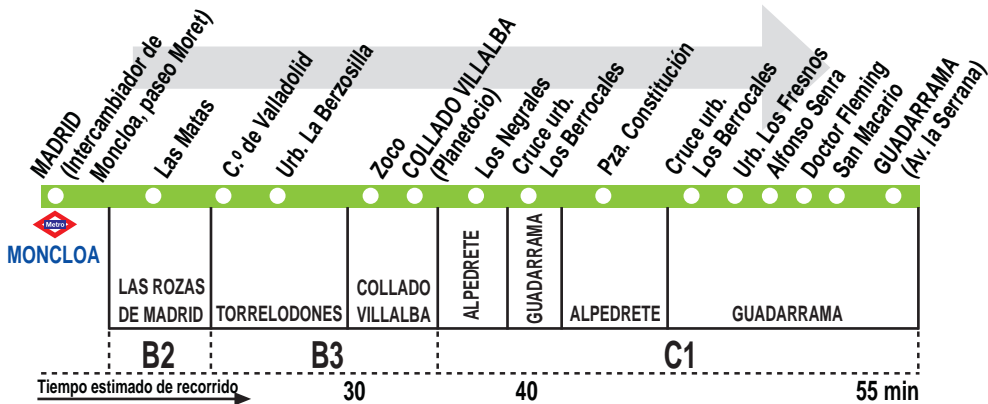 MADRID
(Intercambiador de
Moncloa, paseo Moret)
Las Matas
C.º de Valladolid
Urb. La Berzosilla
Zoco
COLLADO VILLALBA
(Planetocio)
Los Negrales
Cruce urb.
Los Berrocales
Pza. Constitución
Cruce urb.
Los Berrocales
Urb. Los Fresnos
Alfonso Senra
Doctor Fleming
San Macario
GUADARRAMA
(Av. la Serrana)
Metro
MONCLOA
LAS ROZAS
DE MADRID
TORRELODONES
COLLADO
VILLALBA
ALPEDRETE
GUADARRAMA
ALPEDRETE
GUADARRAMA
B2
B3
C1
Tiempo estimado de recorrido
30
40
55 min